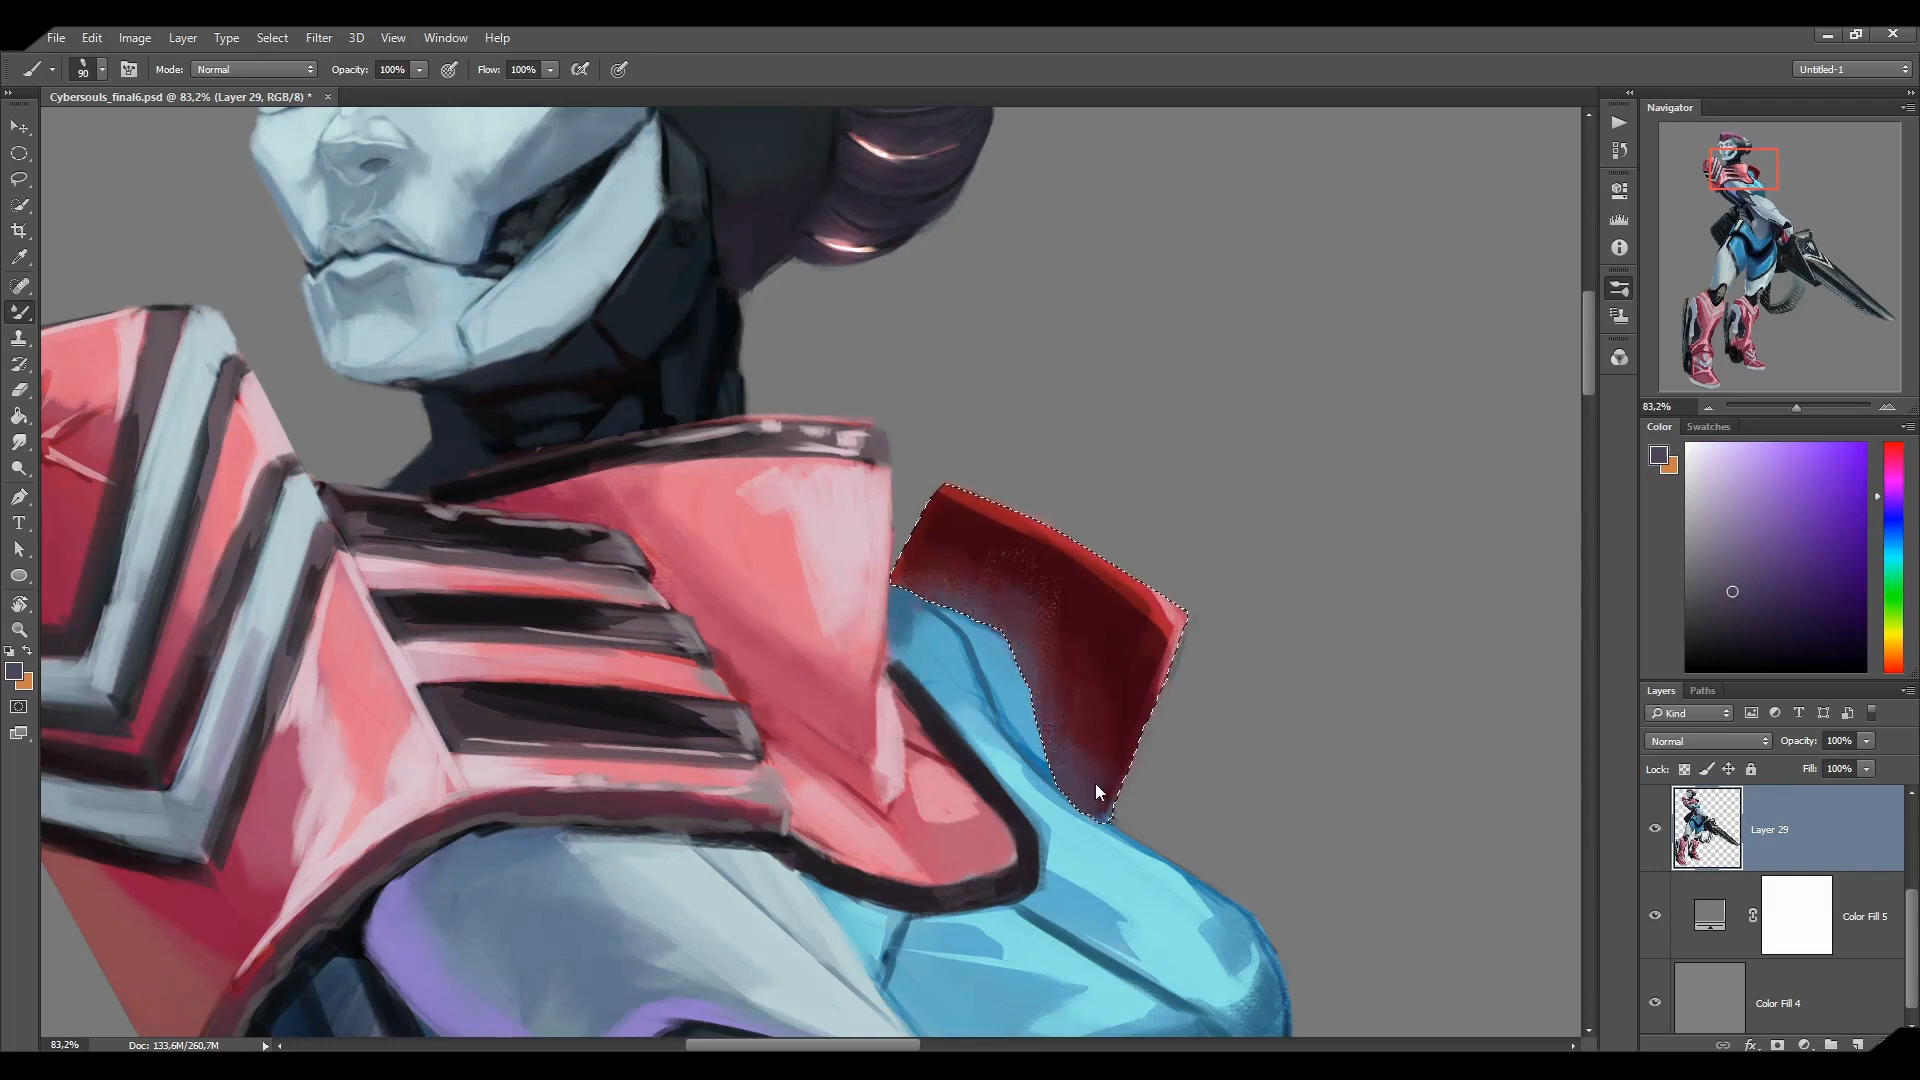 File Edit Image Layer Type Select Filter 3D View Window Help
90 Mode: Normal Opacity: 100% Flow: 100% Untitled-1
Cybersouls_final6.psd @ 83,2% (Layer 29, RGB/8) * ×
Navigator
83,2%
Color Swatches
Layers Paths
Kind
Normal Opacity: 100%
Lock: Fill: 100%
Layer 29
Color Fill 5
Color Fill 4
83,2% Doc: 133,6M/260,7M
fx